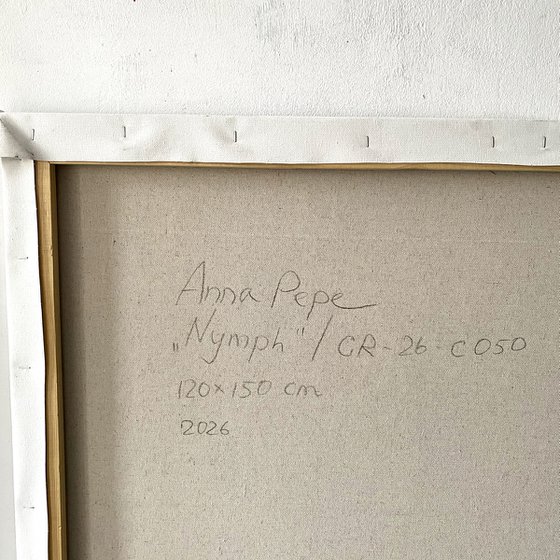 Anna Pepe
„Nymph" / GR-26-C050
120x150 cm
2026